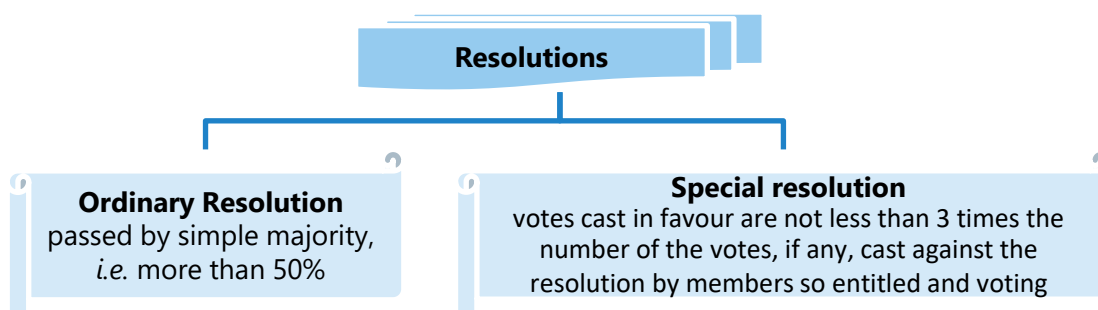 Resolutions
Ordinary Resolution
passed by simple majority,
i.e. more than 50%
Special resolution
votes cast in favour are not less than 3 times the
number of the votes, if any, cast against the
resolution by members so entitled and voting